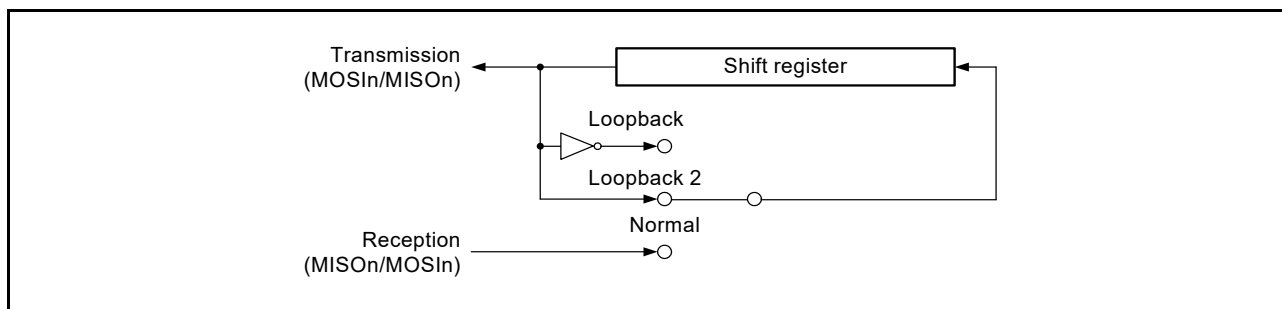 Transmission
(MOSIn/MISOn)
Shift register
Loopback
Loopback 2
Normal
Reception
(MISOn/MOSIn)